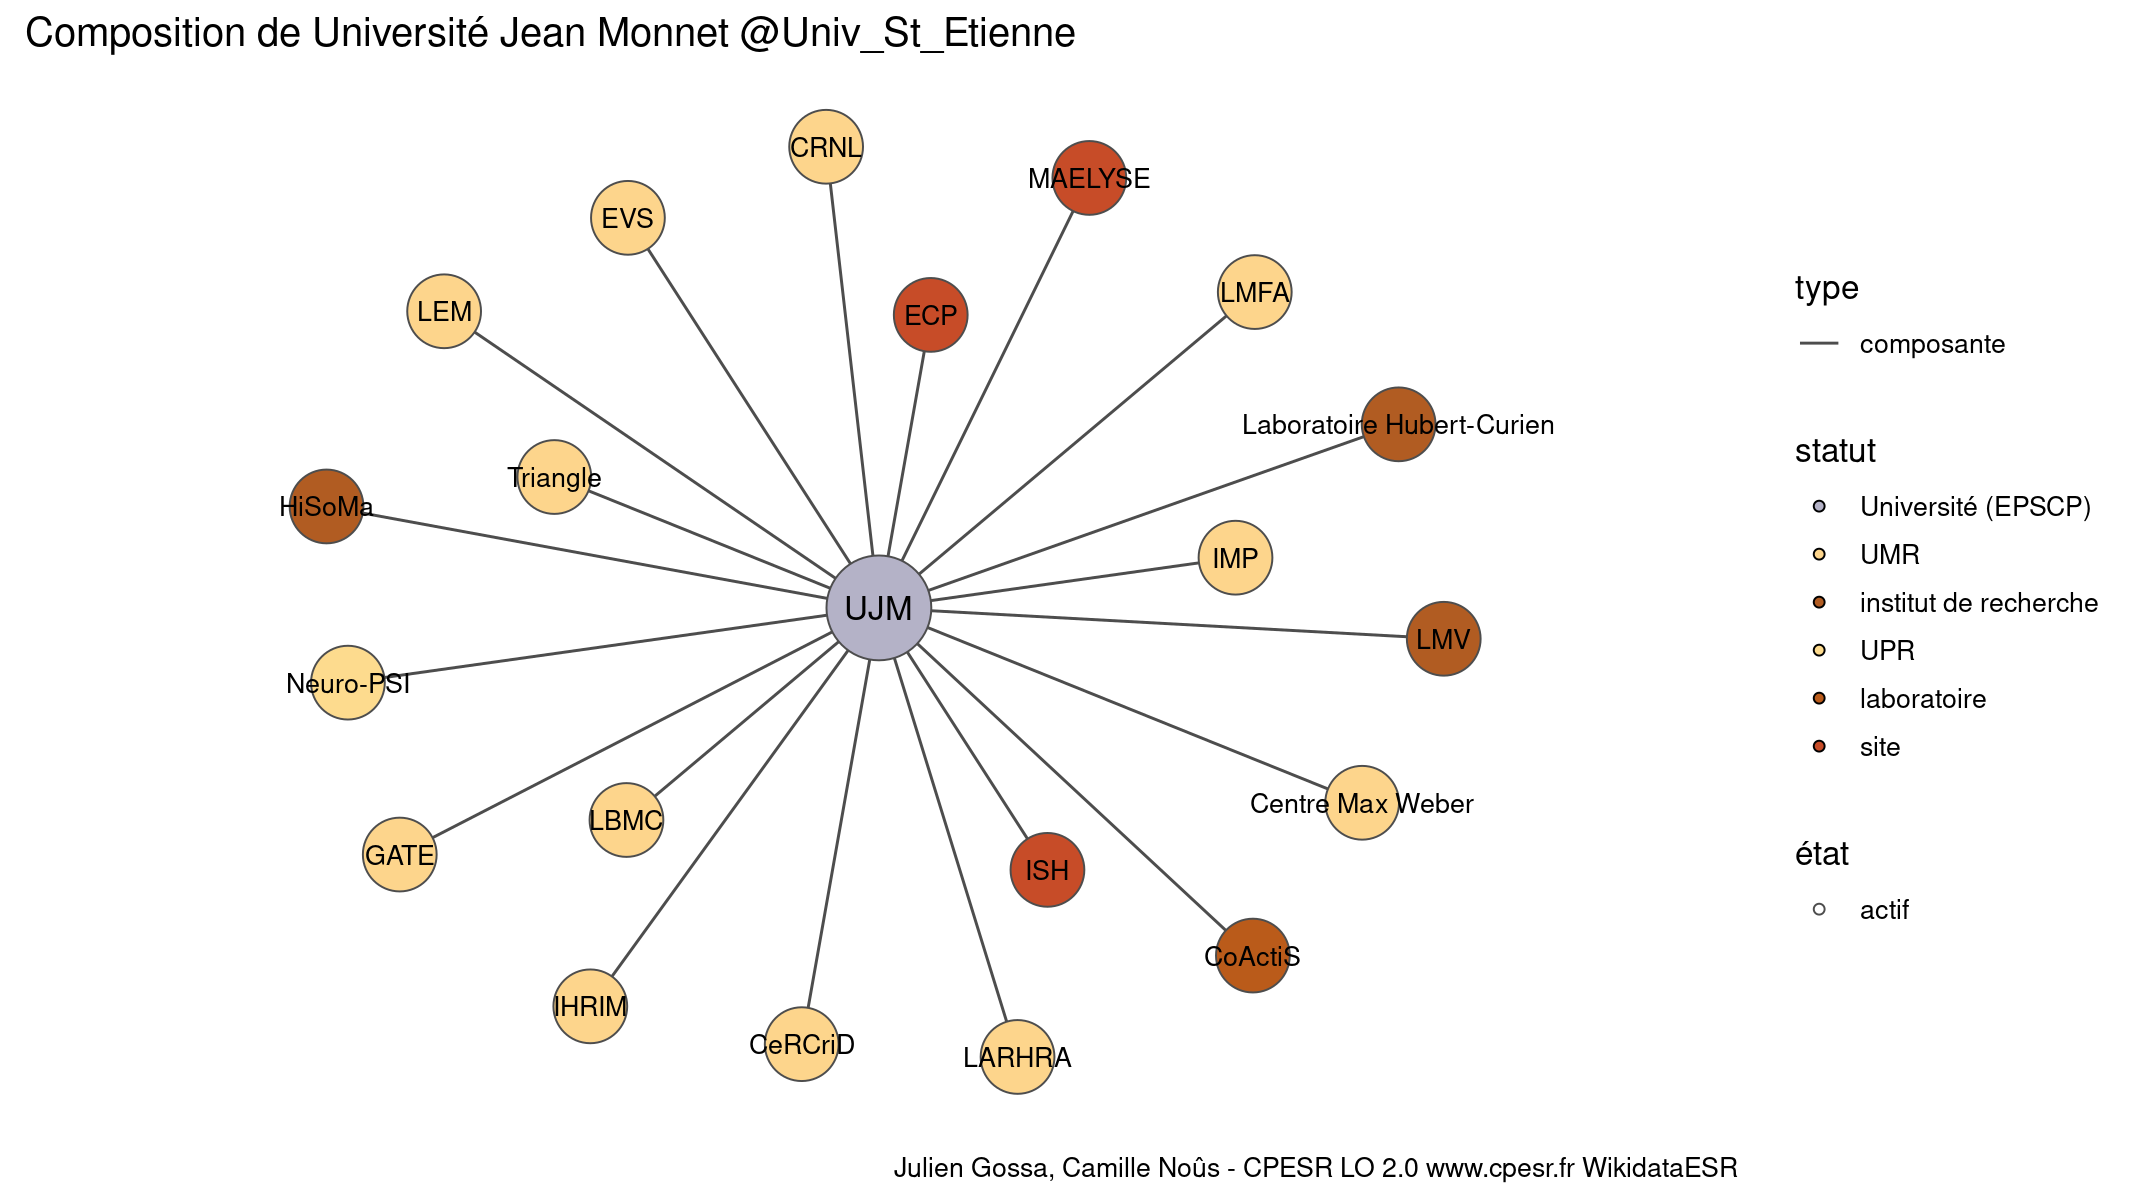 Composition de Université Jean Monnet @Univ_St_Etienne
CRNL
MAELYSE
EVS
LMFA
LEM
ECP
Laboratoire Hubert-Curien
Triangle
HiSoMa
IMP
UJM
LMV
Neuro-PSI
Centre Max Weber
LBMC
GATE
ISH
CoActiS
IHRIM
CeRCriD
LARHRA
type
composante
statut
Université (EPSCP)
UMR
institut de recherche
UPR
laboratoire
site
état
actif
Julien Gossa, Camille Noûs - CPESR LO 2.0 www.cpesr.fr WikidataESR